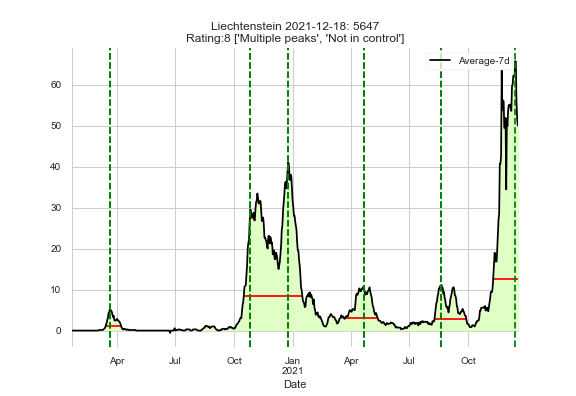 Liechtenstein 2021-12-18: 5647
Rating:8 ['Multiple peaks', 'Not in control']
Average-7d
60
50
40
30
20
10
0
Apr
Jul
Oct
Jan
2021
Apr
Jul
Oct
Date